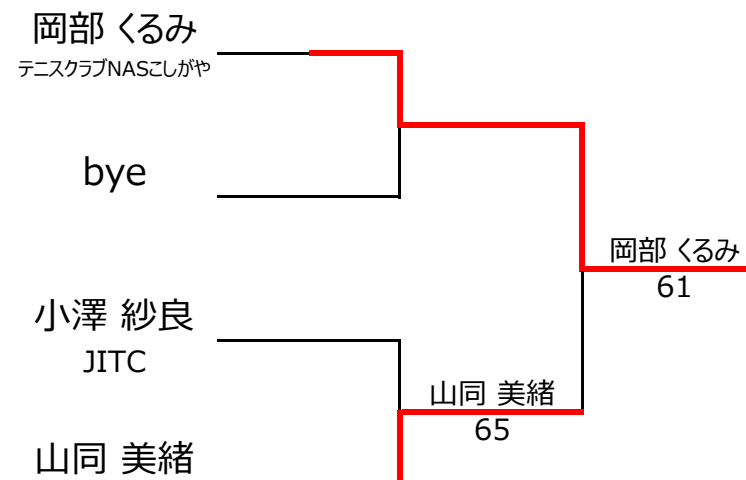 岡部 くるみ
テニスクラブNASこしがや
bye
岡部 くるみ
61
小澤 紗良
JITC
山同 美緒
65
山同 美緒